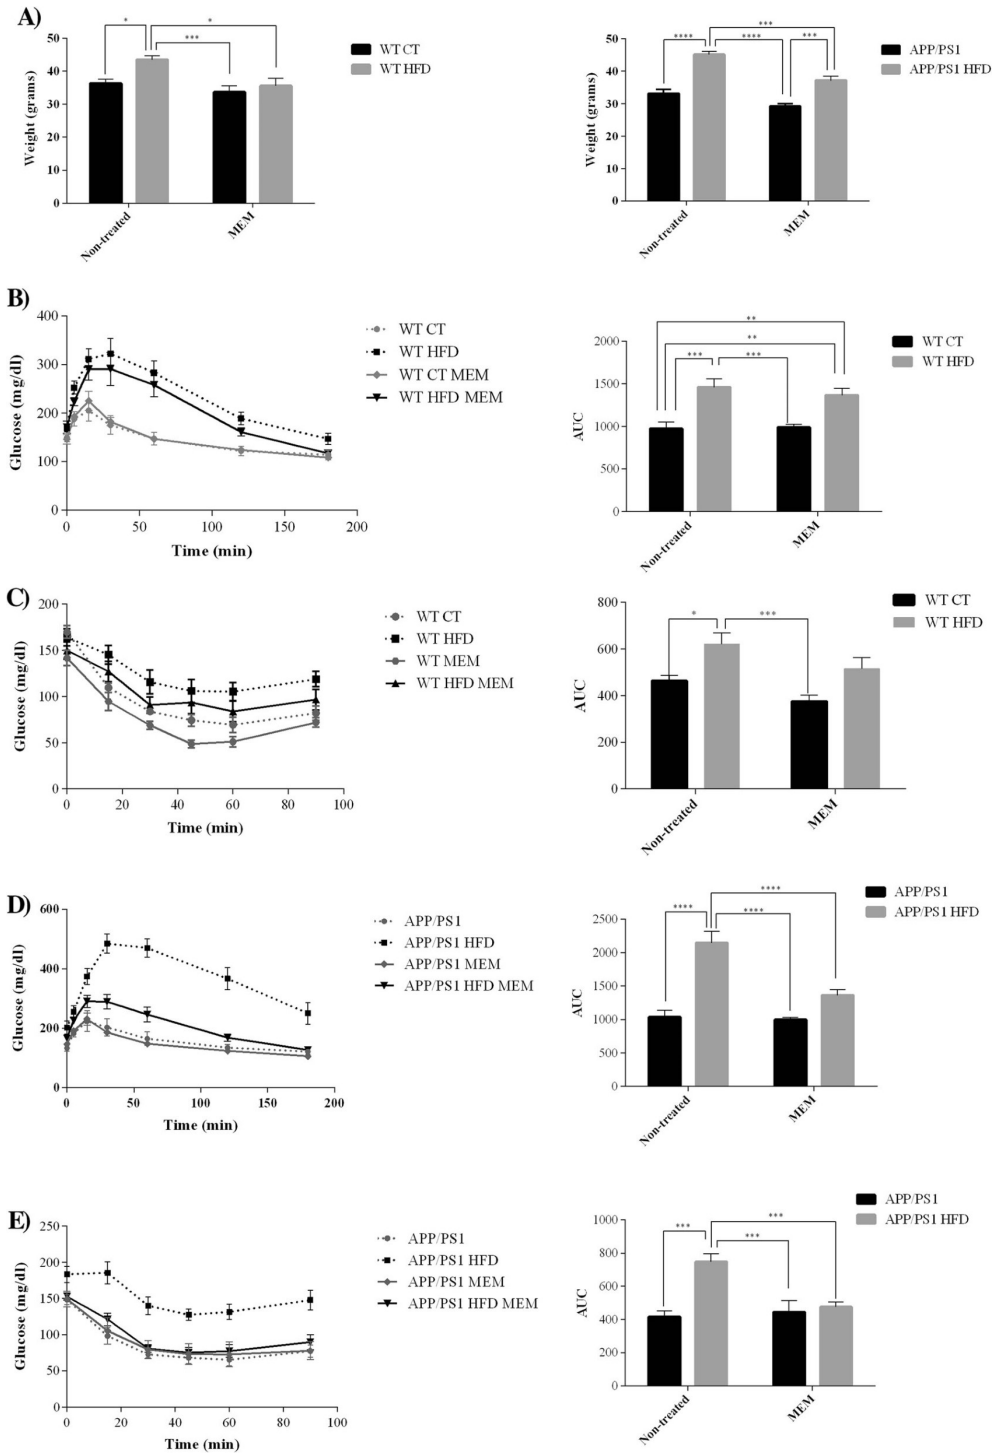 A)
* *
***
50
40
30
20
10
0
Weight (grams)
Non-treated
MEM
WT CT
WT HFD
***
**** **** ***
50
40
30
20
10
0
Weight (grams)
Non-treated
MEM
APP/PS1
APP/PS1 HFD
B)
400
300
200
100
0
Glucose (mg/dl)
0 50 100 150 200
Time (min)
WT CT
WT HFD
WT CT MEM
WT HFD MEM
**
**
*** ***
2000
1500
1000
500
0
AUC
Non-treated
MEM
WT CT
WT HFD
C)
200
150
100
50
0
Glucose (mg/dl)
0 20 40 60 80 100
Time (min)
WT CT
WT HFD
WT MEM
WT HFD MEM
* ***
800
600
400
200
0
AUC
Non-treated
MEM
WT CT
WT HFD
D)
600
400
200
0
Glucose (mg/dl)
0 50 100 150 200
Time (min)
APP/PS1
APP/PS1 HFD
APP/PS1 MEM
APP/PS1 HFD MEM
****
**** ****
2500
2000
1500
1000
500
0
AUC
Non-treated
MEM
APP/PS1
APP/PS1 HFD
E)
250
200
150
100
50
0
Glucose (mg/dl)
0 20 40 60 80 100
Time (min)
APP/PS1
APP/PS1 HFD
APP/PS1 MEM
APP/PS1 HFD MEM
***
*** ***
1000
800
600
400
200
0
AUC
Non-treated
MEM
APP/PS1
APP/PS1 HFD